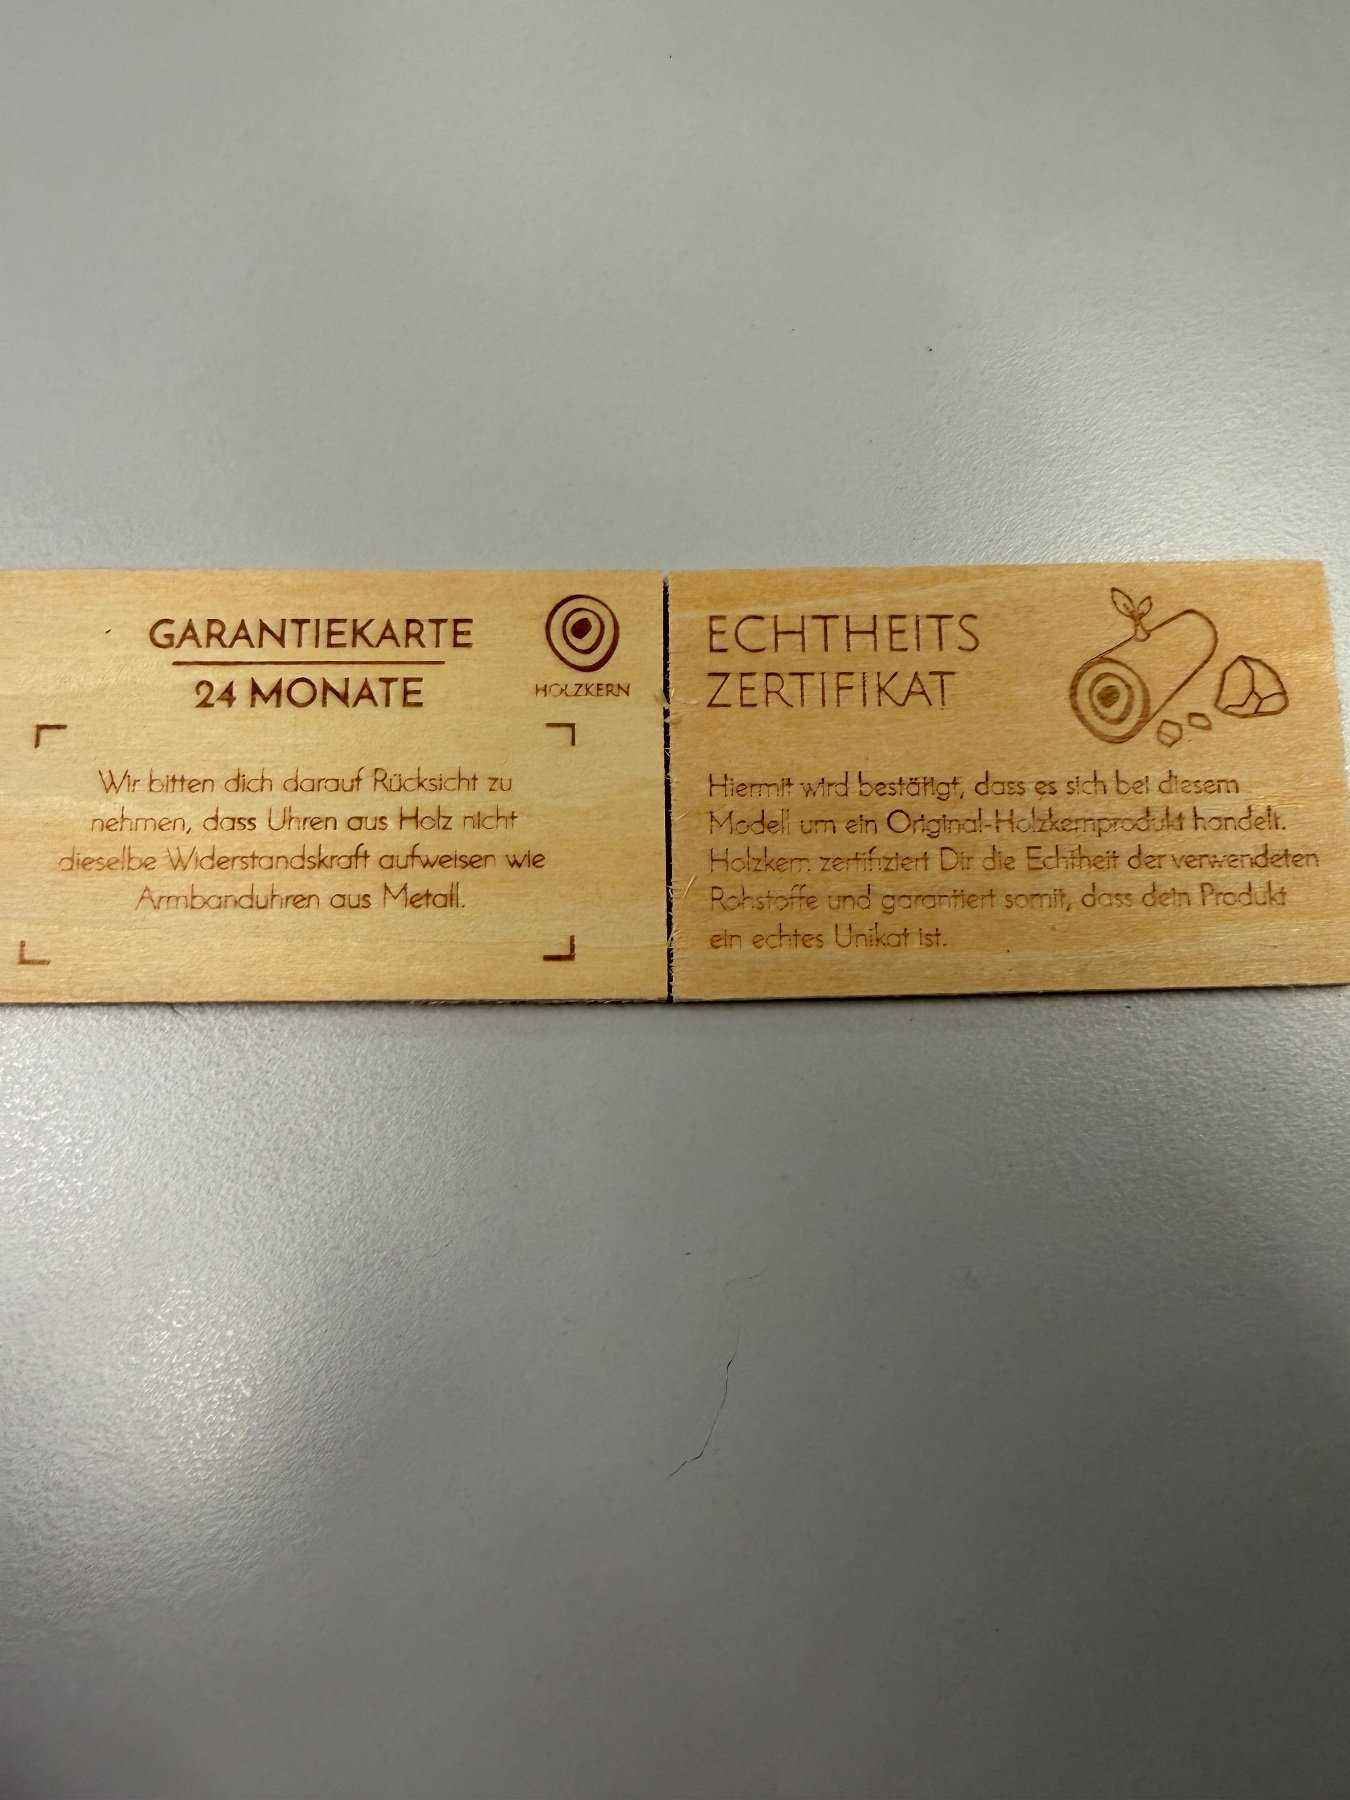 GARANTIEKARTE
24 MONATE
HOLZKERN
Wir bitten dich darauf Rücksicht zu
nehmen, dass Uhren aus Holz nicht
dieselbe Widerstandskraft aufweisen wie
Armbanduhren aus Metall.
ECHTHEITS
ZERTIFIKAT
Hiermit wird bestätigt, dass es sich bei diesem
Modell um ein Original-Holzkernprodukt handelt.
Holzkern zertifiziert Dir die Echtheit der verwendeten
Rohstoffe und garantiert somit, dass dein Produkt
ein echtes Unikat ist.